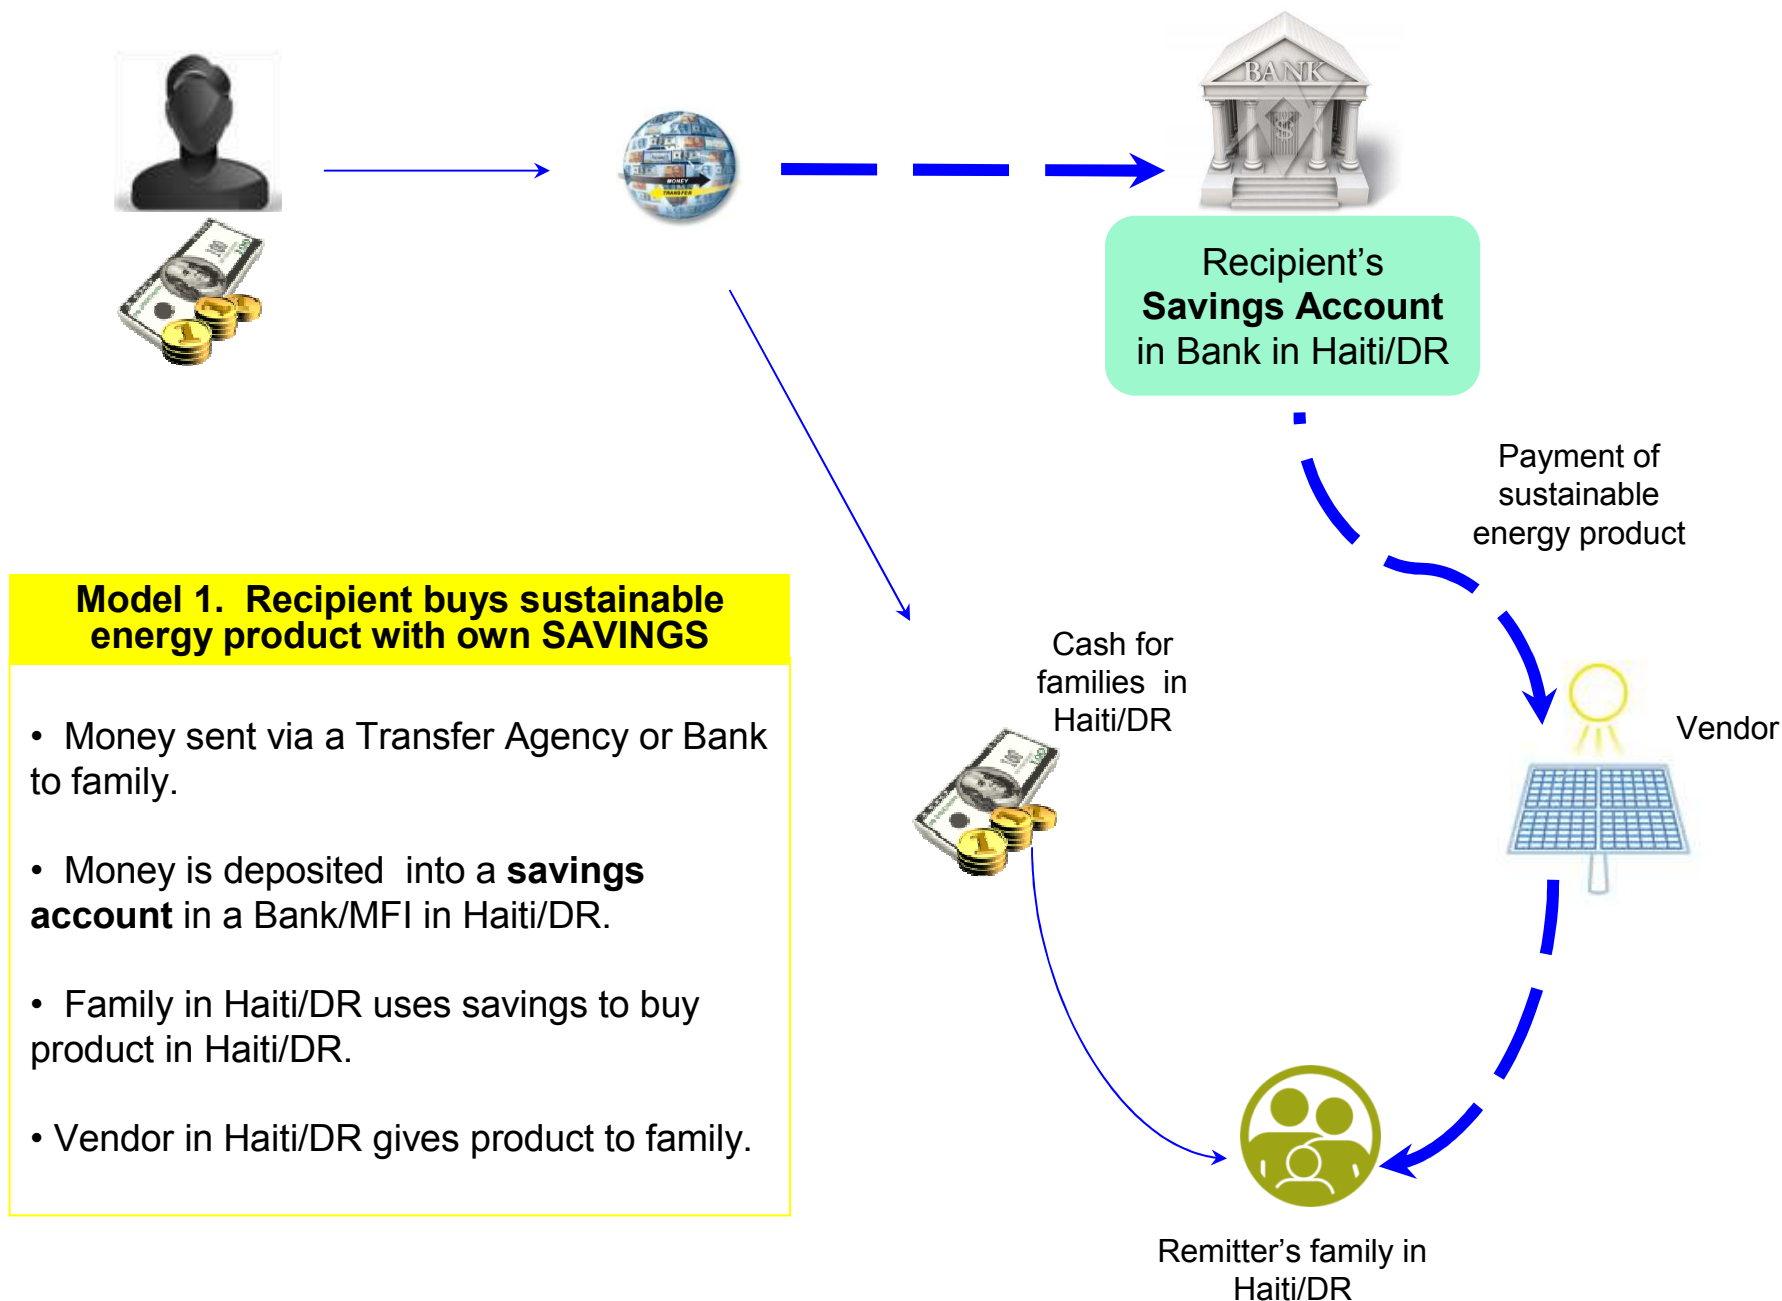 BANK
MONEY
TRANSFER
Recipient’s
Savings Account
in Bank in Haiti/DR
Payment of
sustainable
energy product
Model 1.  Recipient buys sustainable
energy product with own SAVINGS
•  Money sent via a Transfer Agency or Bank
to family.
•  Money is deposited  into a savings
account in a Bank/MFI in Haiti/DR.
•  Family in Haiti/DR uses savings to buy
product in Haiti/DR.
• Vendor in Haiti/DR gives product to family.
Cash for
families  in
Haiti/DR
Vendor
Remitter’s family in
Haiti/DR